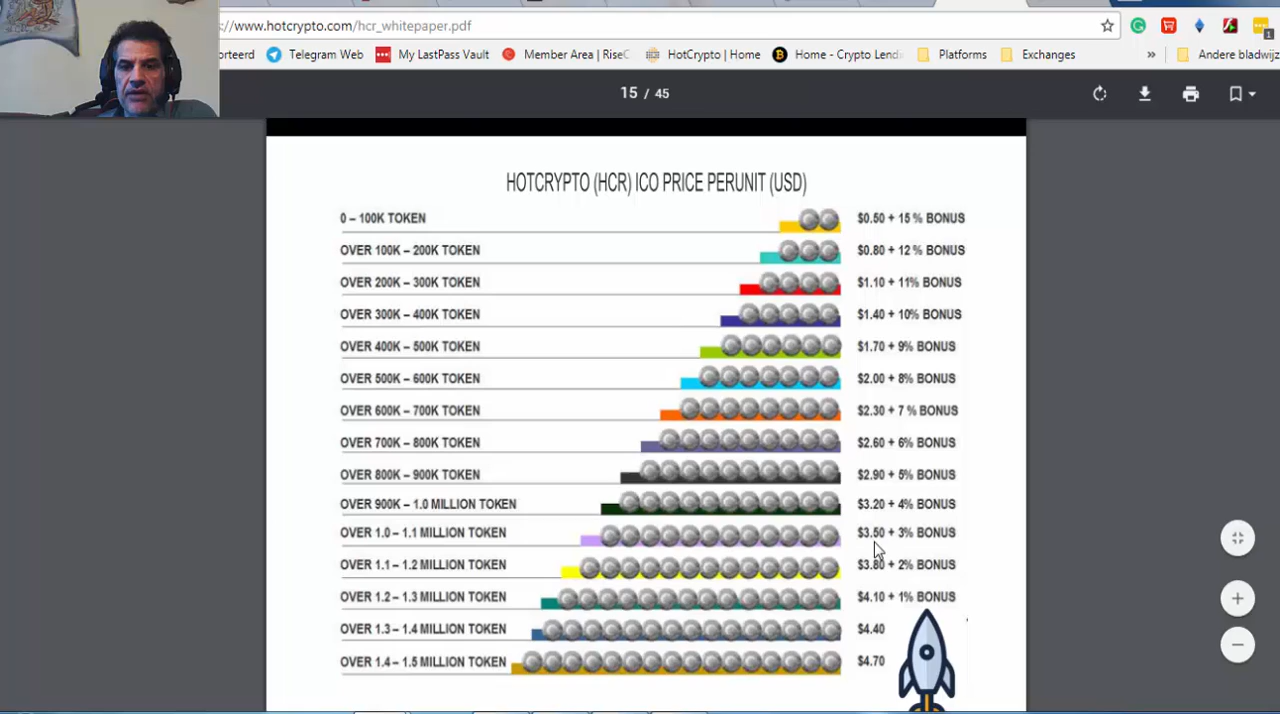 ://www.hotcrypto.com/hcr_whitepaper.pdf
orteerd Telegram Web My LastPass Vault Member Area | RiseC HotCrypto | Home Home - Crypto Lend Platforms Exchanges » Andere bladwijz
15 / 45
HOTCRYPTO (HCR) ICO PRICE PERUNIT (USD)
0 – 100K TOKEN $0.50 + 15 % BONUS
OVER 100K – 200K TOKEN $0.80 + 12 % BONUS
OVER 200K – 300K TOKEN $1.10 + 11% BONUS
OVER 300K – 400K TOKEN $1.40 + 10% BONUS
OVER 400K – 500K TOKEN $1.70 + 9% BONUS
OVER 500K – 600K TOKEN $2.00 + 8% BONUS
OVER 600K – 700K TOKEN $2.30 + 7 % BONUS
OVER 700K – 800K TOKEN $2.60 + 6% BONUS
OVER 800K – 900K TOKEN $2.90 + 5% BONUS
OVER 900K – 1.0 MILLION TOKEN $3.20 + 4% BONUS
OVER 1.0 – 1.1 MILLION TOKEN $3.50 + 3% BONUS
OVER 1.1 – 1.2 MILLION TOKEN $3.80 + 2% BONUS
OVER 1.2 – 1.3 MILLION TOKEN $4.10 + 1% BONUS
OVER 1.3 – 1.4 MILLION TOKEN $4.40
OVER 1.4 – 1.5 MILLION TOKEN $4.70